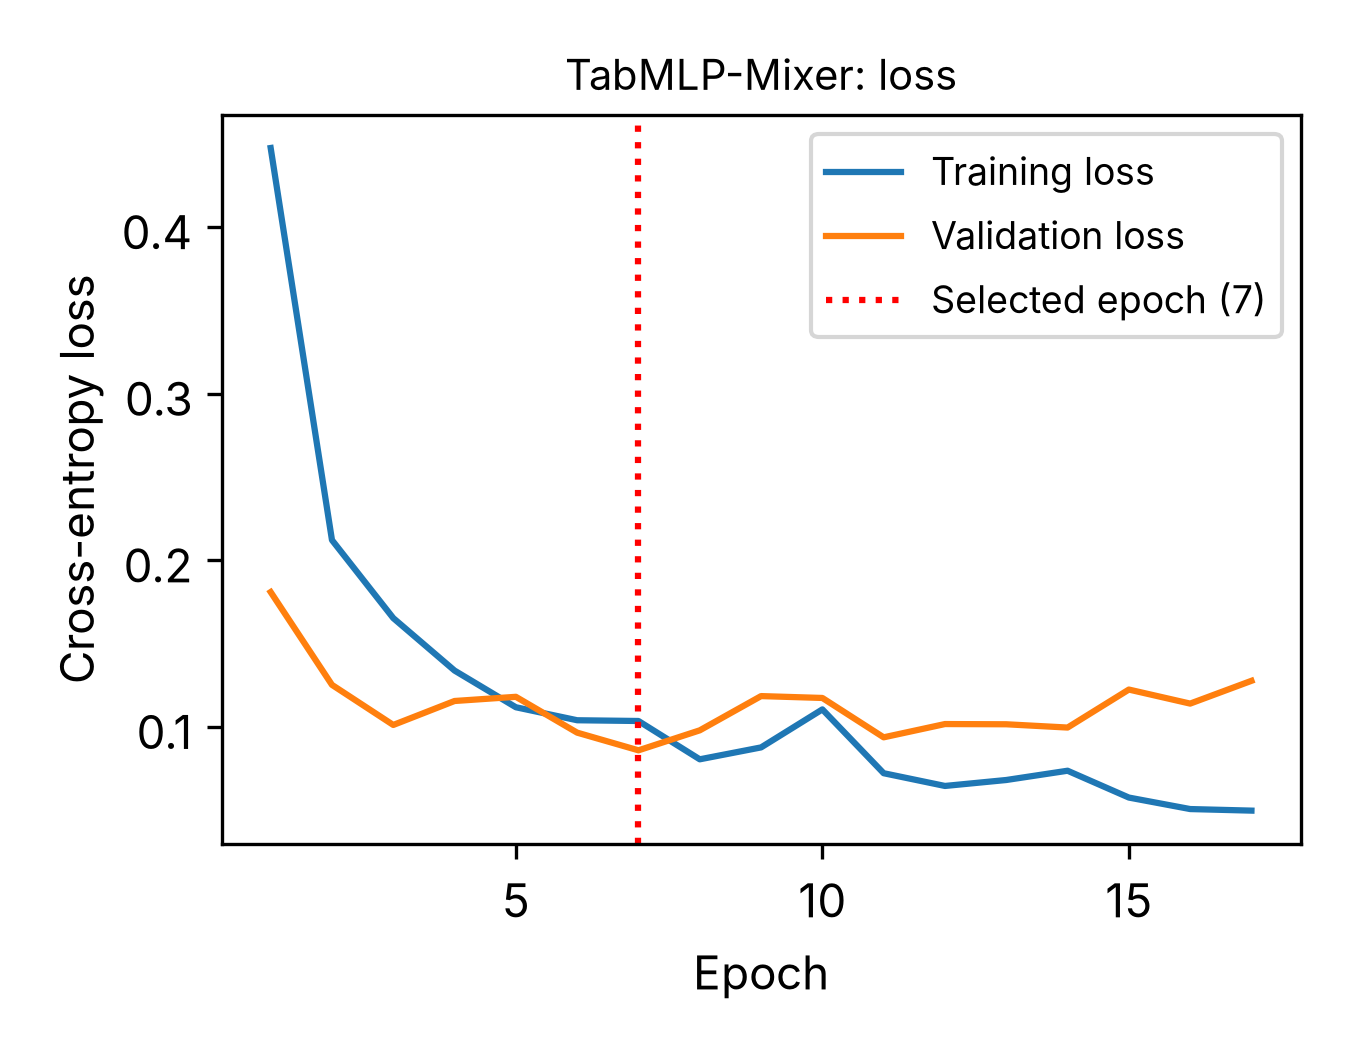 TabMLP-Mixer: loss
Training loss
Validation loss
Selected epoch (7)
Cross-entropy loss
0.4
0.3
0.2
0.1
5
10
15
Epoch